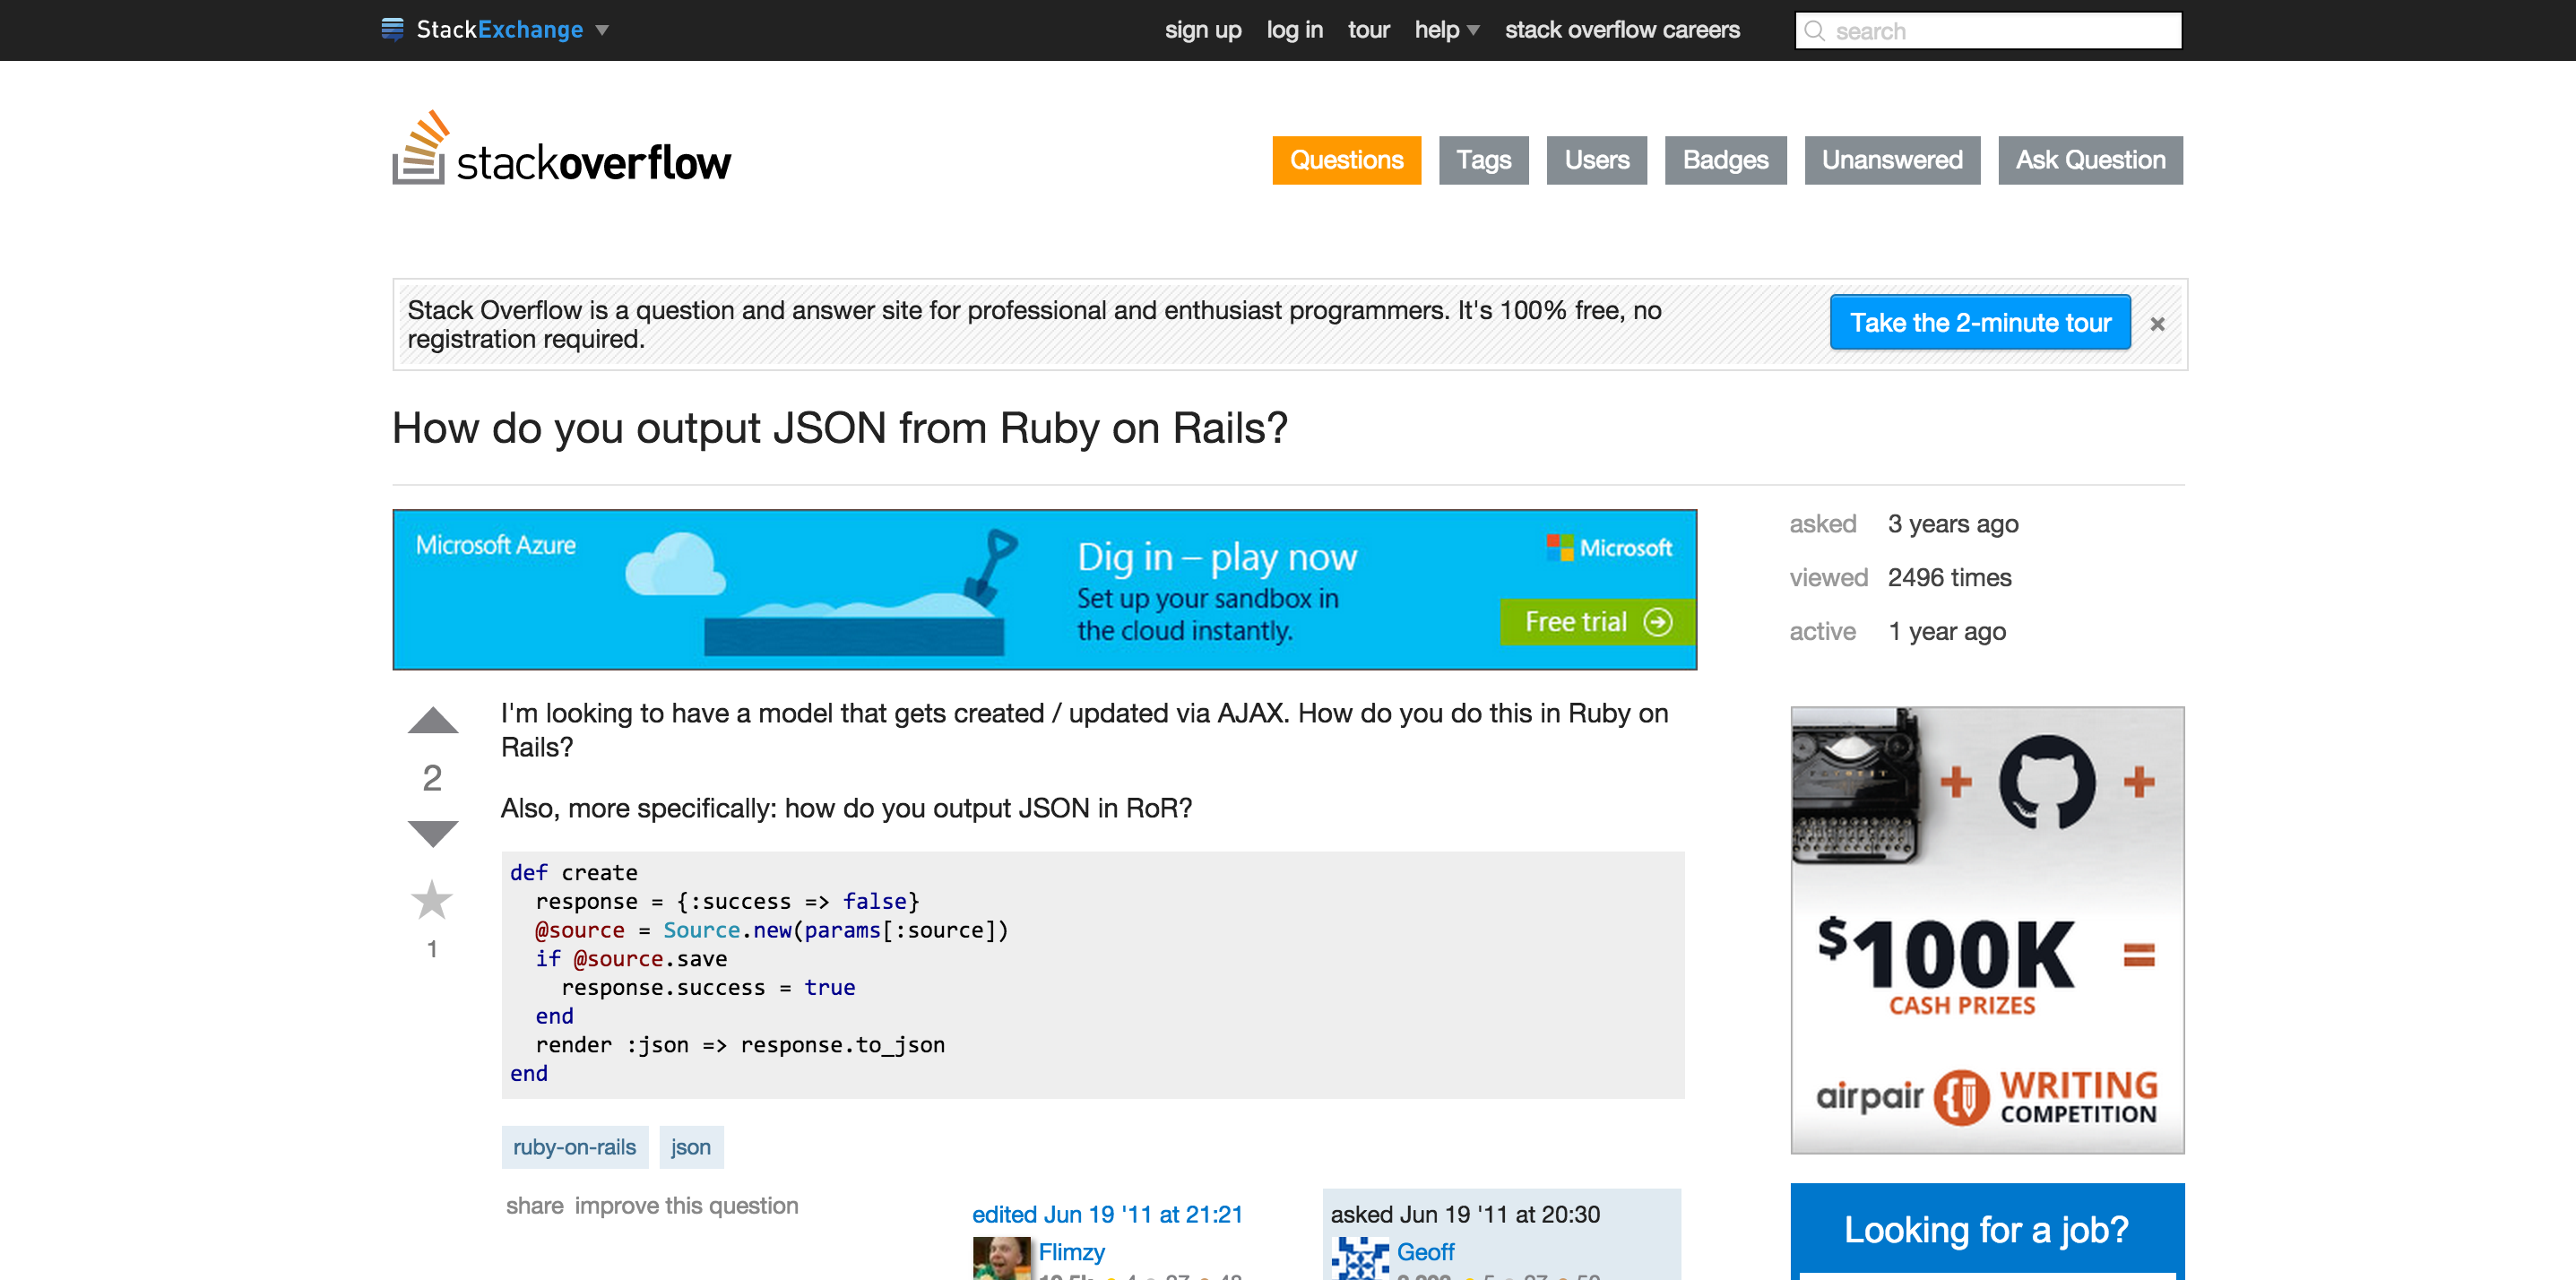 StackExchange
sign up log in tour help stack overflow careers search
stackoverflow
Questions Tags Users Badges Unanswered Ask Question
Stack Overflow is a question and answer site for professional and enthusiast programmers. It's 100% free, no
registration required.
Take the 2-minute tour ×
How do you output JSON from Ruby on Rails?
Microsoft Azure
Dig in – play now
Set up your sandbox in
the cloud instantly.
Microsoft
Free trial
asked 3 years ago
viewed 2496 times
active 1 year ago
2
1
I'm looking to have a model that gets created / updated via AJAX. How do you do this in Ruby on
Rails?
Also, more specifically: how do you output JSON in RoR?
def create
  response = {:success => false}
  @source = Source.new(params[:source])
  if @source.save
    response.success = true
  end
  render :json => response.to_json
end
ruby-on-rails json
share improve this question
edited Jun 19 '11 at 21:21
Flimzy
asked Jun 19 '11 at 20:30
Geoff
+ +
$100K =
CASH PRIZES
airpair WRITING
COMPETITION
Looking for a job?